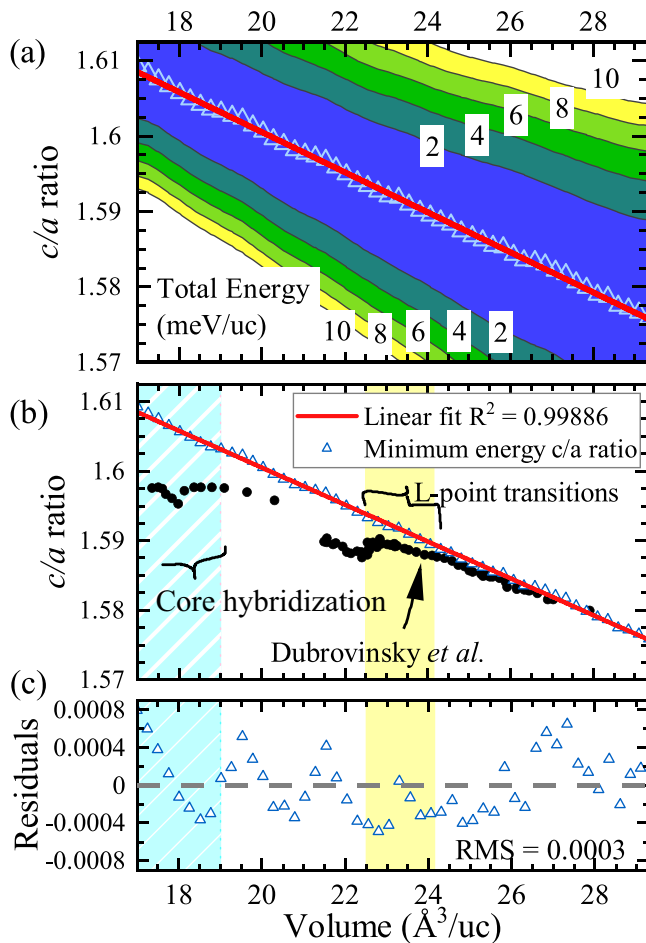 18 20 22 24 26 28
(a)
1.61
1.6
1.59
1.58
1.57
c/a ratio
10
8
6
4
2
Total Energy
(meV/uc)
10 8 6 4 2
(b)
1.61
1.6
1.59
1.58
1.57
c/a ratio
Linear fit R² = 0.99886
Minimum energy c/a ratio
L-point transitions
Core hybridization
Dubrovinsky et al.
(c)
0.0008
0.0004
0
-0.0004
-0.0008
Residuals
RMS = 0.0003
18 20 22 24 26 28
Volume (Å³/uc)